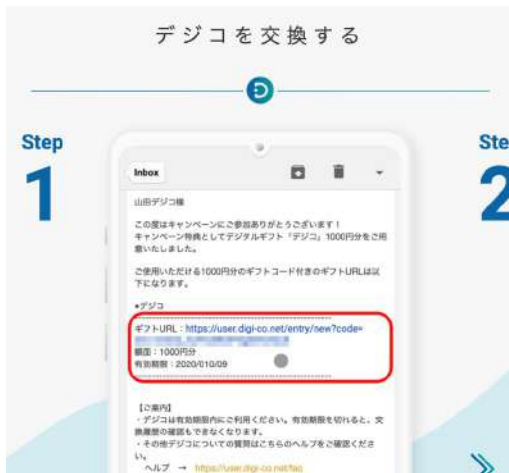 デジコを交換する
Step
1
Ste
2
Inbox
山田デジコ様
この度はキャンペーンにご参加ありがとうございます！
キャンペーン特典としてデジタルギフト「デジコ」1000円分をご用
意いたしました。
ご使用いただける1000円分のギフトコード付きのギフトURLは以
下になります。
•デジコ
ギフトURL：https://user.digi-co.net/entry/new?code=
額面：1000円分
有効期限：2020/010/09
【ご案内】
・デジコは有効期限内にご利用ください。有効期限を切れると、交
換履歴の確認もできなくなります。
・その他デジコについての質問はこちらのヘルプをご確認くださ
い。
ヘルプ → https://user.digi-co.net/faq